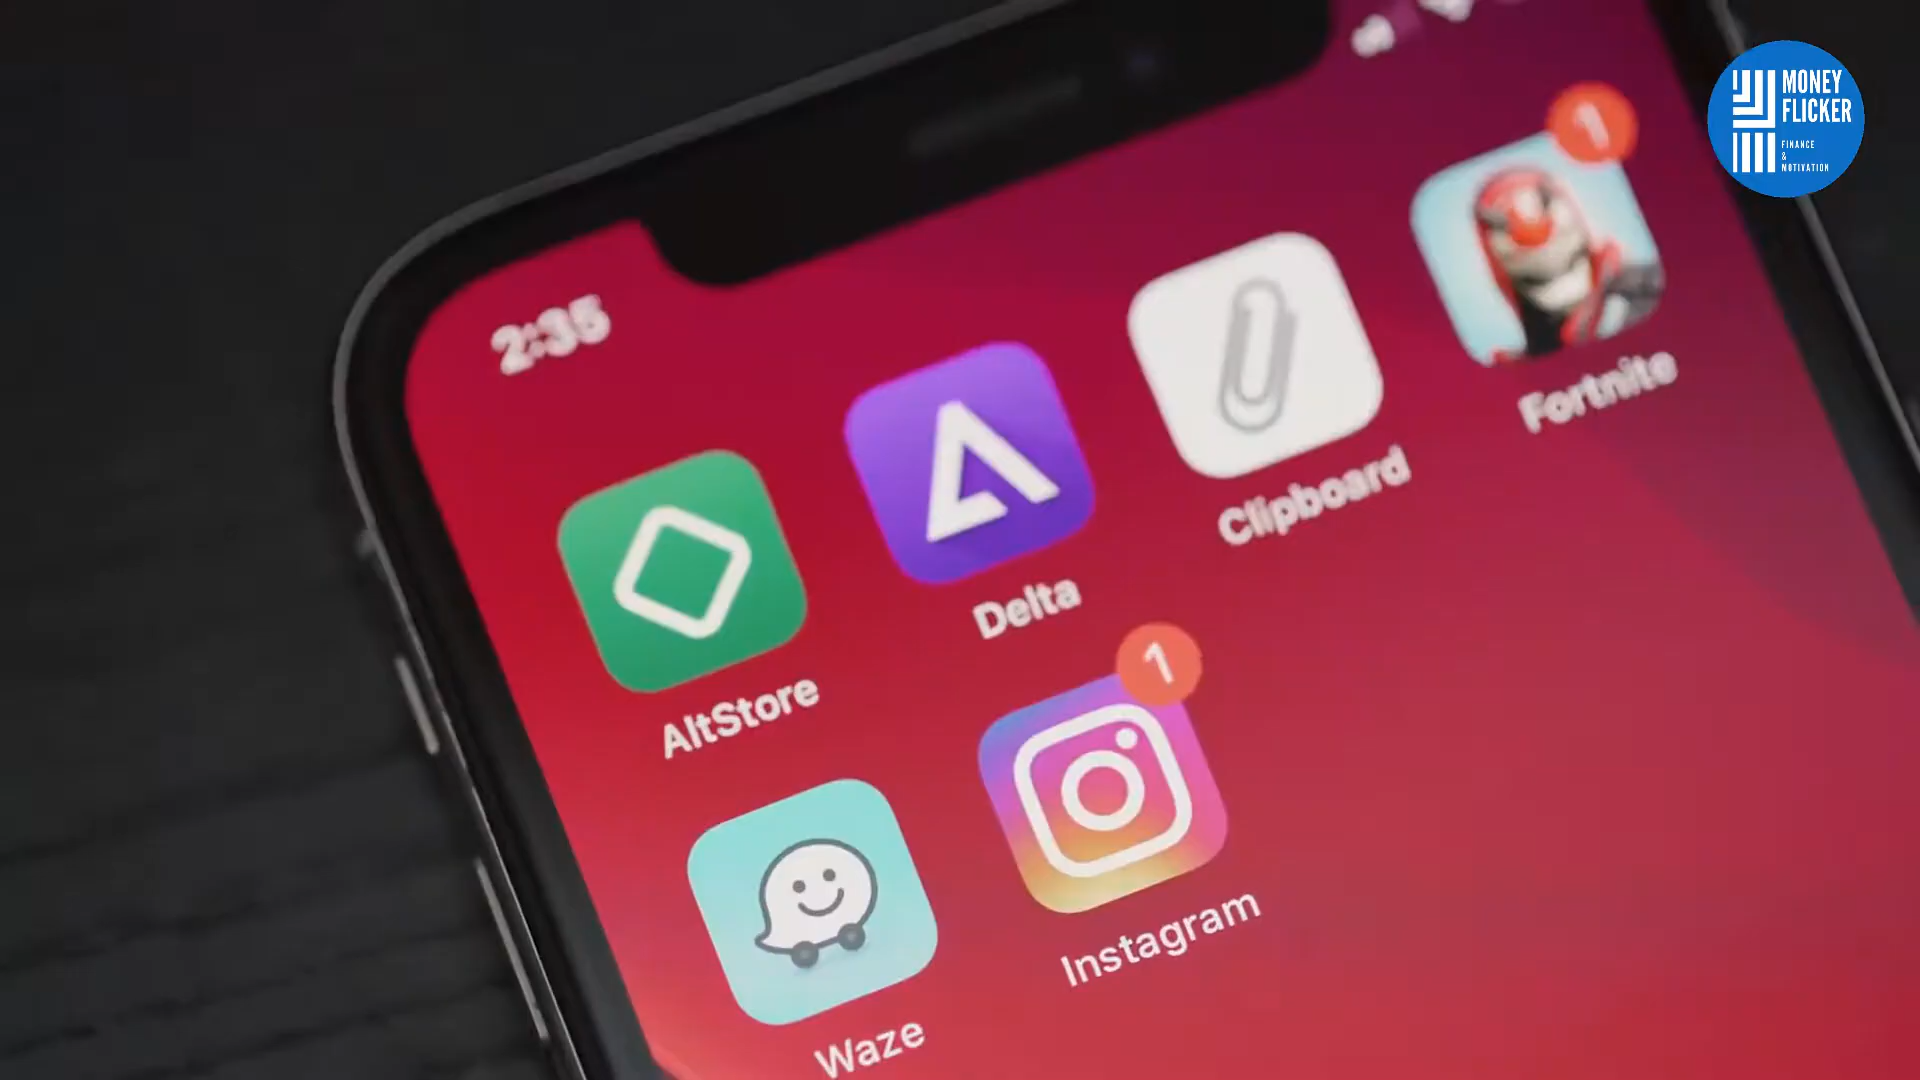 2:35
AltStore
Delta
Clipboard
Fortnite
1
Waze
Instagram
1
MONEY
FLICKER
FINANCE
&
MOTIVATION